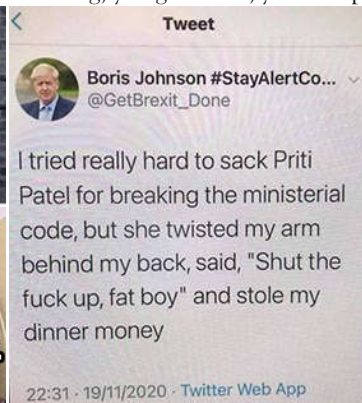 Tweet
Boris Johnson #StayAlertCo...
@GetBrexit_Done
I tried really hard to sack Priti
Patel for breaking the ministerial
code, but she twisted my arm
behind my back, said, "Shut the
fuck up, fat boy" and stole my
dinner money
22:31 · 19/11/2020 · Twitter Web App